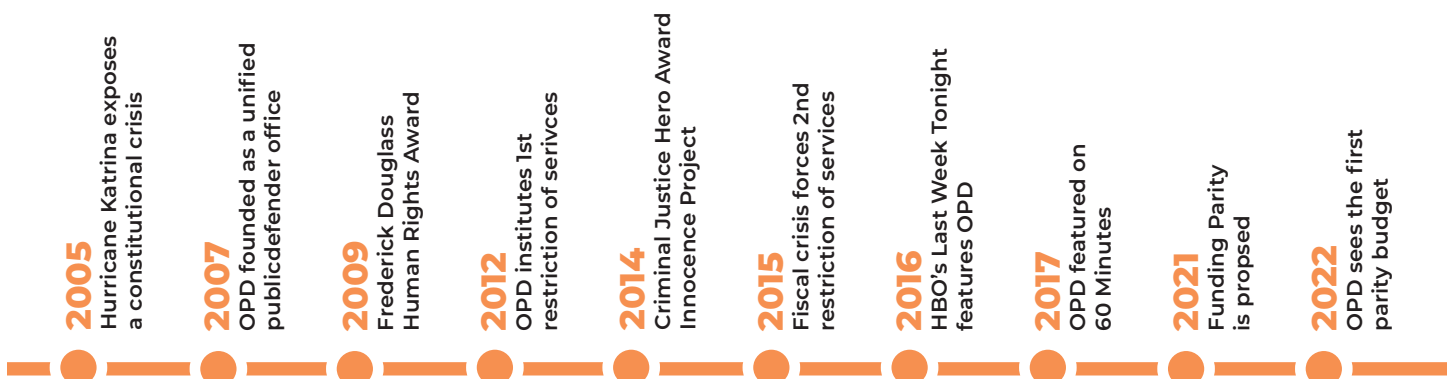 2005
Hurricane Katrina exposes
a constitutional crisis
2007
OPD founded as a unified
publicdefender office
2009
Frederick Douglass
Human Rights Award
2012
OPD institutes 1st
restriction of serivces
2014
Criminal Justice Hero Award
Innocence Project
2015
Fiscal crisis forces 2nd
restriction of services
2016
HBO’s Last Week Tonight
features OPD
2017
OPD featured on
60 Minutes
2021
Funding Parity
is propsed
2022
OPD sees the first
parity budget